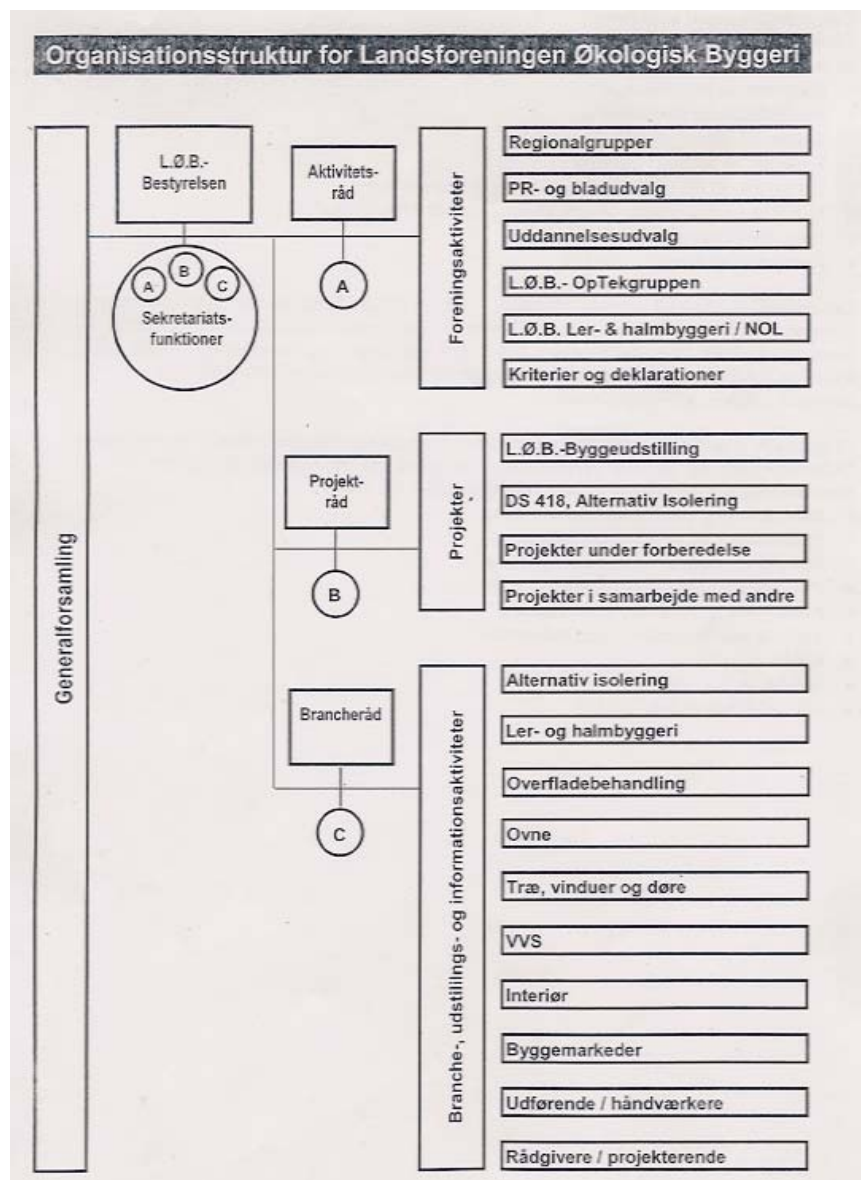 Organisationsstruktur for Landsforeningen Økologisk Byggeri
Generalforsamling
L.Ø.B.-
Bestyrelsen
A
B
C
Sekretariats-
funktioner
Aktivitets-
råd
A
Foreningsaktiviteter
Regionalgrupper
PR- og bladudvalg
Uddannelsesudvalg
L.Ø.B.- OpTekgruppen
L.Ø.B. Ler- & halmbyggeri / NOL
Kriterier og deklarationer
Projekt-
råd
B
Projekter
L.Ø.B.-Byggeudstilling
DS 418, Alternativ Isolering
Projekter under forberedelse
Projekter i samarbejde med andre
Brancheråd
C
Branche-, udstillings- og informationsaktiviteter
Alternativ isolering
Ler- og halmbyggeri
Overfladebehandling
Ovne
Træ, vinduer og døre
VVS
Interiør
Byggemarkeder
Udførende / håndværkere
Rådgivere / projekterende